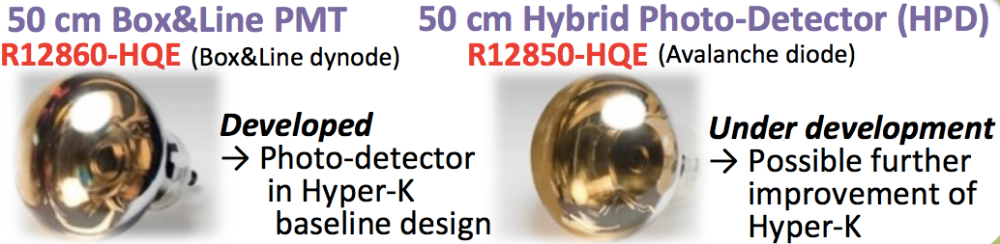 50 cm Box&Line PMT
R12860-HQE (Box&Line dynode)
Developed
→ Photo-detector
in Hyper-K
baseline design
50 cm Hybrid Photo-Detector (HPD)
R12850-HQE (Avalanche diode)
Under development
→ Possible further
improvement of
Hyper-K